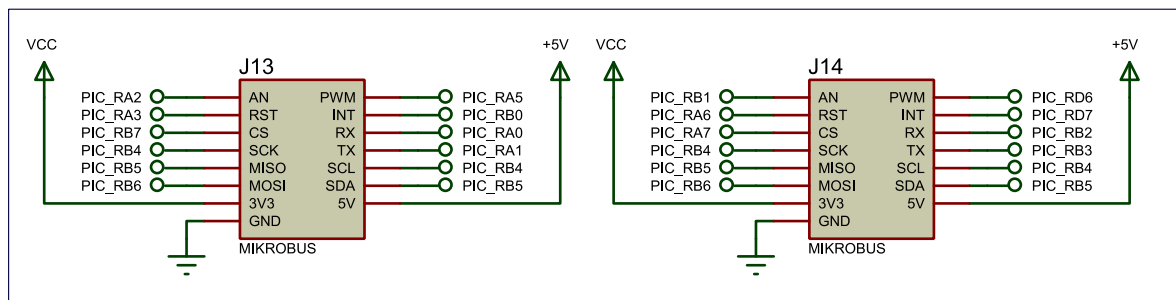 VCC +5V VCC +5V
J13 J14
PIC_RA2 AN PWM PIC_RA5 PIC_RB1 AN PWM PIC_RD6
PIC_RA3 RST INT PIC_RB0 PIC_RA6 RST INT PIC_RD7
PIC_RB7 CS RX PIC_RA0 PIC_RA7 CS RX PIC_RB2
PIC_RB4 SCK TX PIC_RA1 PIC_RB4 SCK TX PIC_RB3
PIC_RB5 MISO SCL PIC_RB4 PIC_RB5 MISO SCL PIC_RB4
PIC_RB6 MOSI SDA PIC_RB5 PIC_RB6 MOSI SDA PIC_RB5
3V3 5V 3V3 5V
GND GND
MIKROBUS MIKROBUS